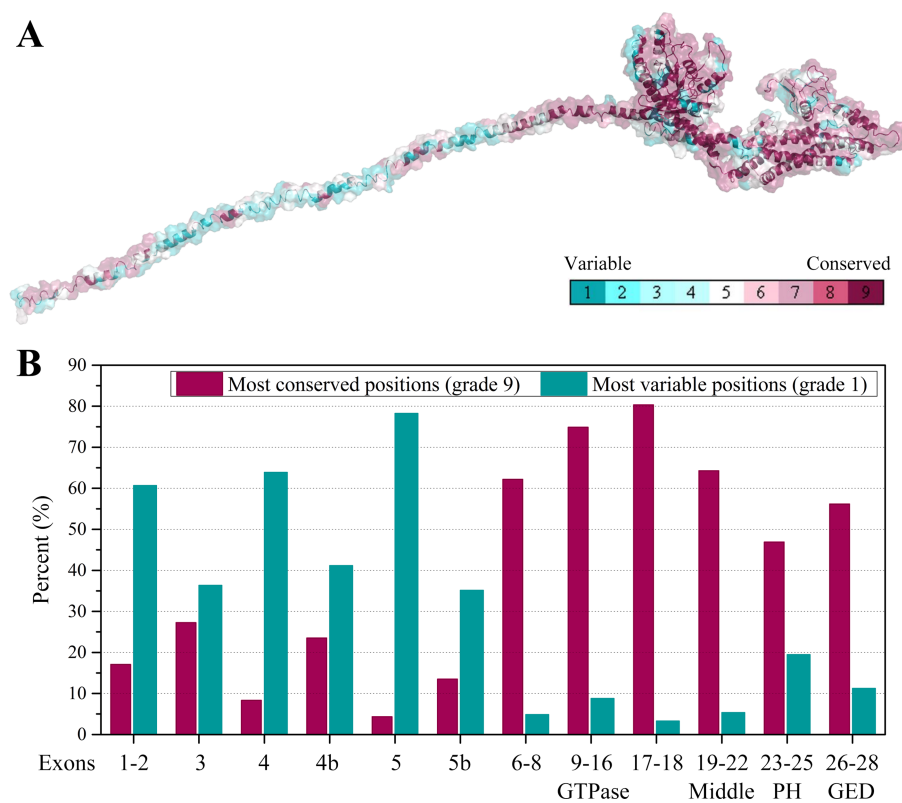 A
Variable Conserved
1 2 3 4 5 6 7 8 9
B
90
80
70
60
50
40
30
20
10
0
Percent (%)
Most conserved positions (grade 9) Most variable positions (grade 1)
Exons 1-2 3 4 4b 5 5b 6-8 9-16 17-18 19-22 23-25 26-28
GTPase Middle PH GED